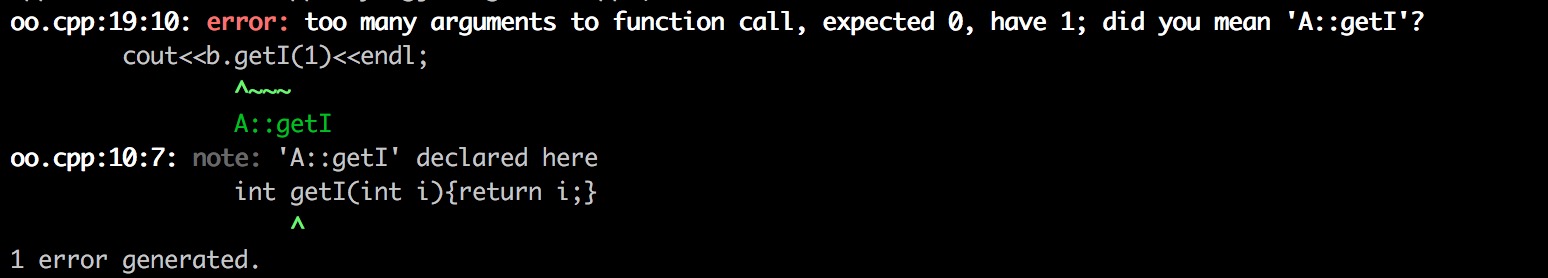 oo.cpp:19:10: error: too many arguments to function call, expected 0, have 1; did you mean 'A::getI'?
cout<<b.getI(1)<<endl;
^~~~
A::getI
oo.cpp:10:7: note: 'A::getI' declared here
int getI(int i){return i;}
^
1 error generated.